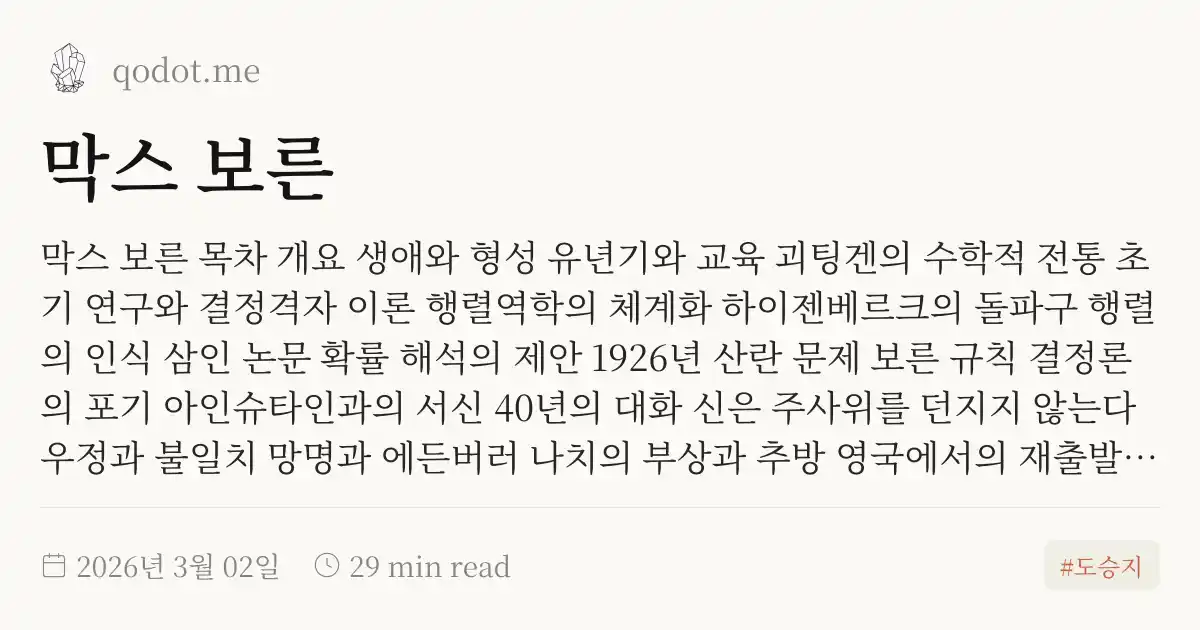 qodot.me
막스 보른
막스 보른 목차 개요 생애와 형성 유년기와 교육 괴팅겐의 수학적 전통 초
기 연구와 결정격자 이론 행렬역학의 체계화 하이젠베르크의 돌파구 행렬
의 인식 삼인 논문 확률 해석의 제안 1926년 산란 문제 보른 규칙 결정론
의 포기 아인슈타인과의 서신 40년의 대화 신은 주사위를 던지지 않는다
우정과 불일치 망명과 에든버러 나치의 부상과 추방 영국에서의 재출발…
2026년 3월 02일 29 min read
#도승지